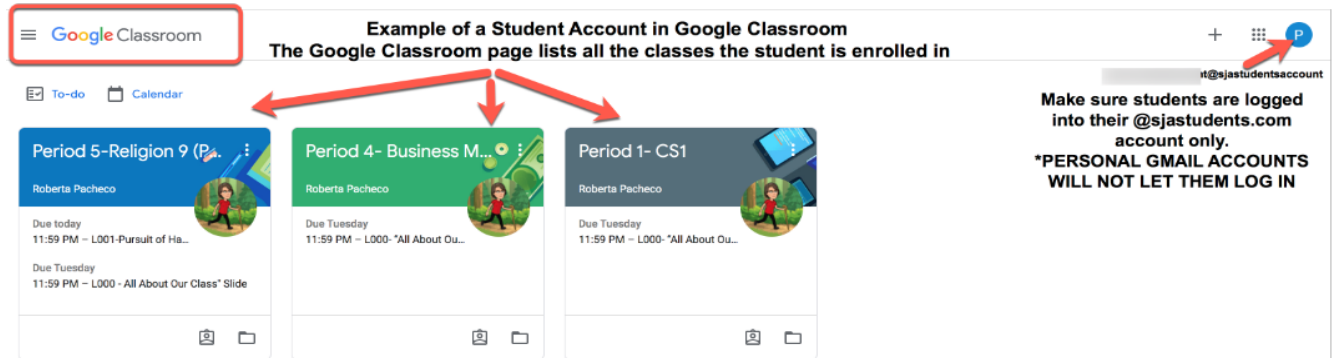 Google Classroom
Example of a Student Account in Google Classroom
The Google Classroom page lists all the classes the student is enrolled in
P
t@sjastudentsaccount
Make sure students are logged
into their @sjastudents.com
account only.
*PERSONAL GMAIL ACCOUNTS
WILL NOT LET THEM LOG IN
To-do Calendar
Period 5-Religion 9 (P...
Roberta Pacheco
Due today
11:59 PM – L001-Pursuit of Ha...
Due Tuesday
11:59 PM – L000 - All About Our Class" Slide
Period 4- Business M...
Roberta Pacheco
Due Tuesday
11:59 PM – L000- "All About Ou...
Period 1- CS1
Roberta Pacheco
Due Tuesday
11:59 PM – L000- "All About Ou...